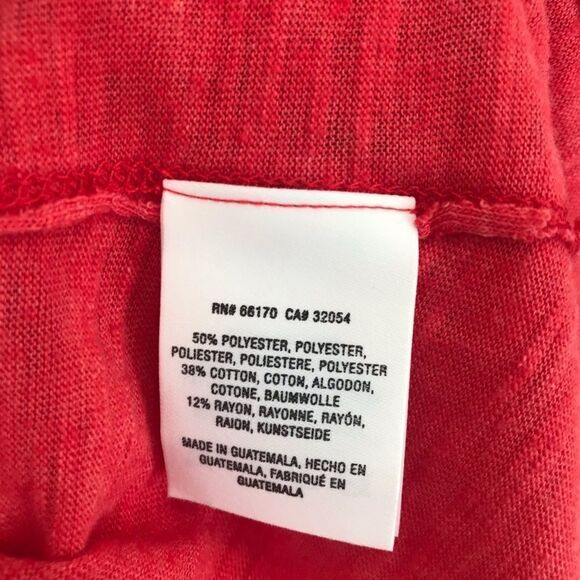 RN# 66170 CA# 32054
50% POLYESTER, POLYESTER,
POLIESTER, POLIESTERE, POLYESTER
38% COTTON, COTON, ALGODON,
COTONE, BAUMWOLLE
12% RAYON, RAYONNE, RAYÓN,
RAION, KUNSTSEIDE
MADE IN GUATEMALA, HECHO EN
GUATEMALA, FABRIQUÉ EN
GUATEMALA